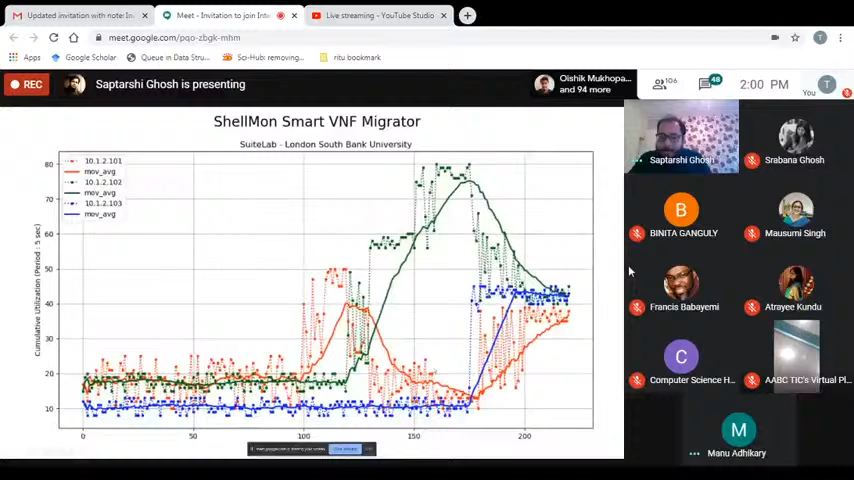 Updated invitation with note: In
Meet - Invitation to join Inte
Live streaming - YouTube Studio
meet.google.com/pqo-zbgk-mhm
Apps
Google Scholar
Queue in Data Stru...
Sci-Hub: removing...
ritu bookmark
REC
Saptarshi Ghosh is presenting
Oishik Mukhopa...
and 94 more
106
48
2:00 PM
T
You
ShellMon Smart VNF Migrator
SuiteLab - London South Bank University
10.1.2.101
mov_avg
10.1.2.102
mov_avg
10.1.2.103
mov_avg
Cumulative Utilization (Period : 5 sec)
80
70
60
50
40
30
20
10
0
50
100
150
200
Saptarshi Ghosh
Srabana Ghosh
B
BINITA GANGULY
Mausumi Singh
Francis Babayemi
Atrayee Kundu
C
Computer Science H...
AABC TIC's Virtual Pl...
M
Manu Adhikary